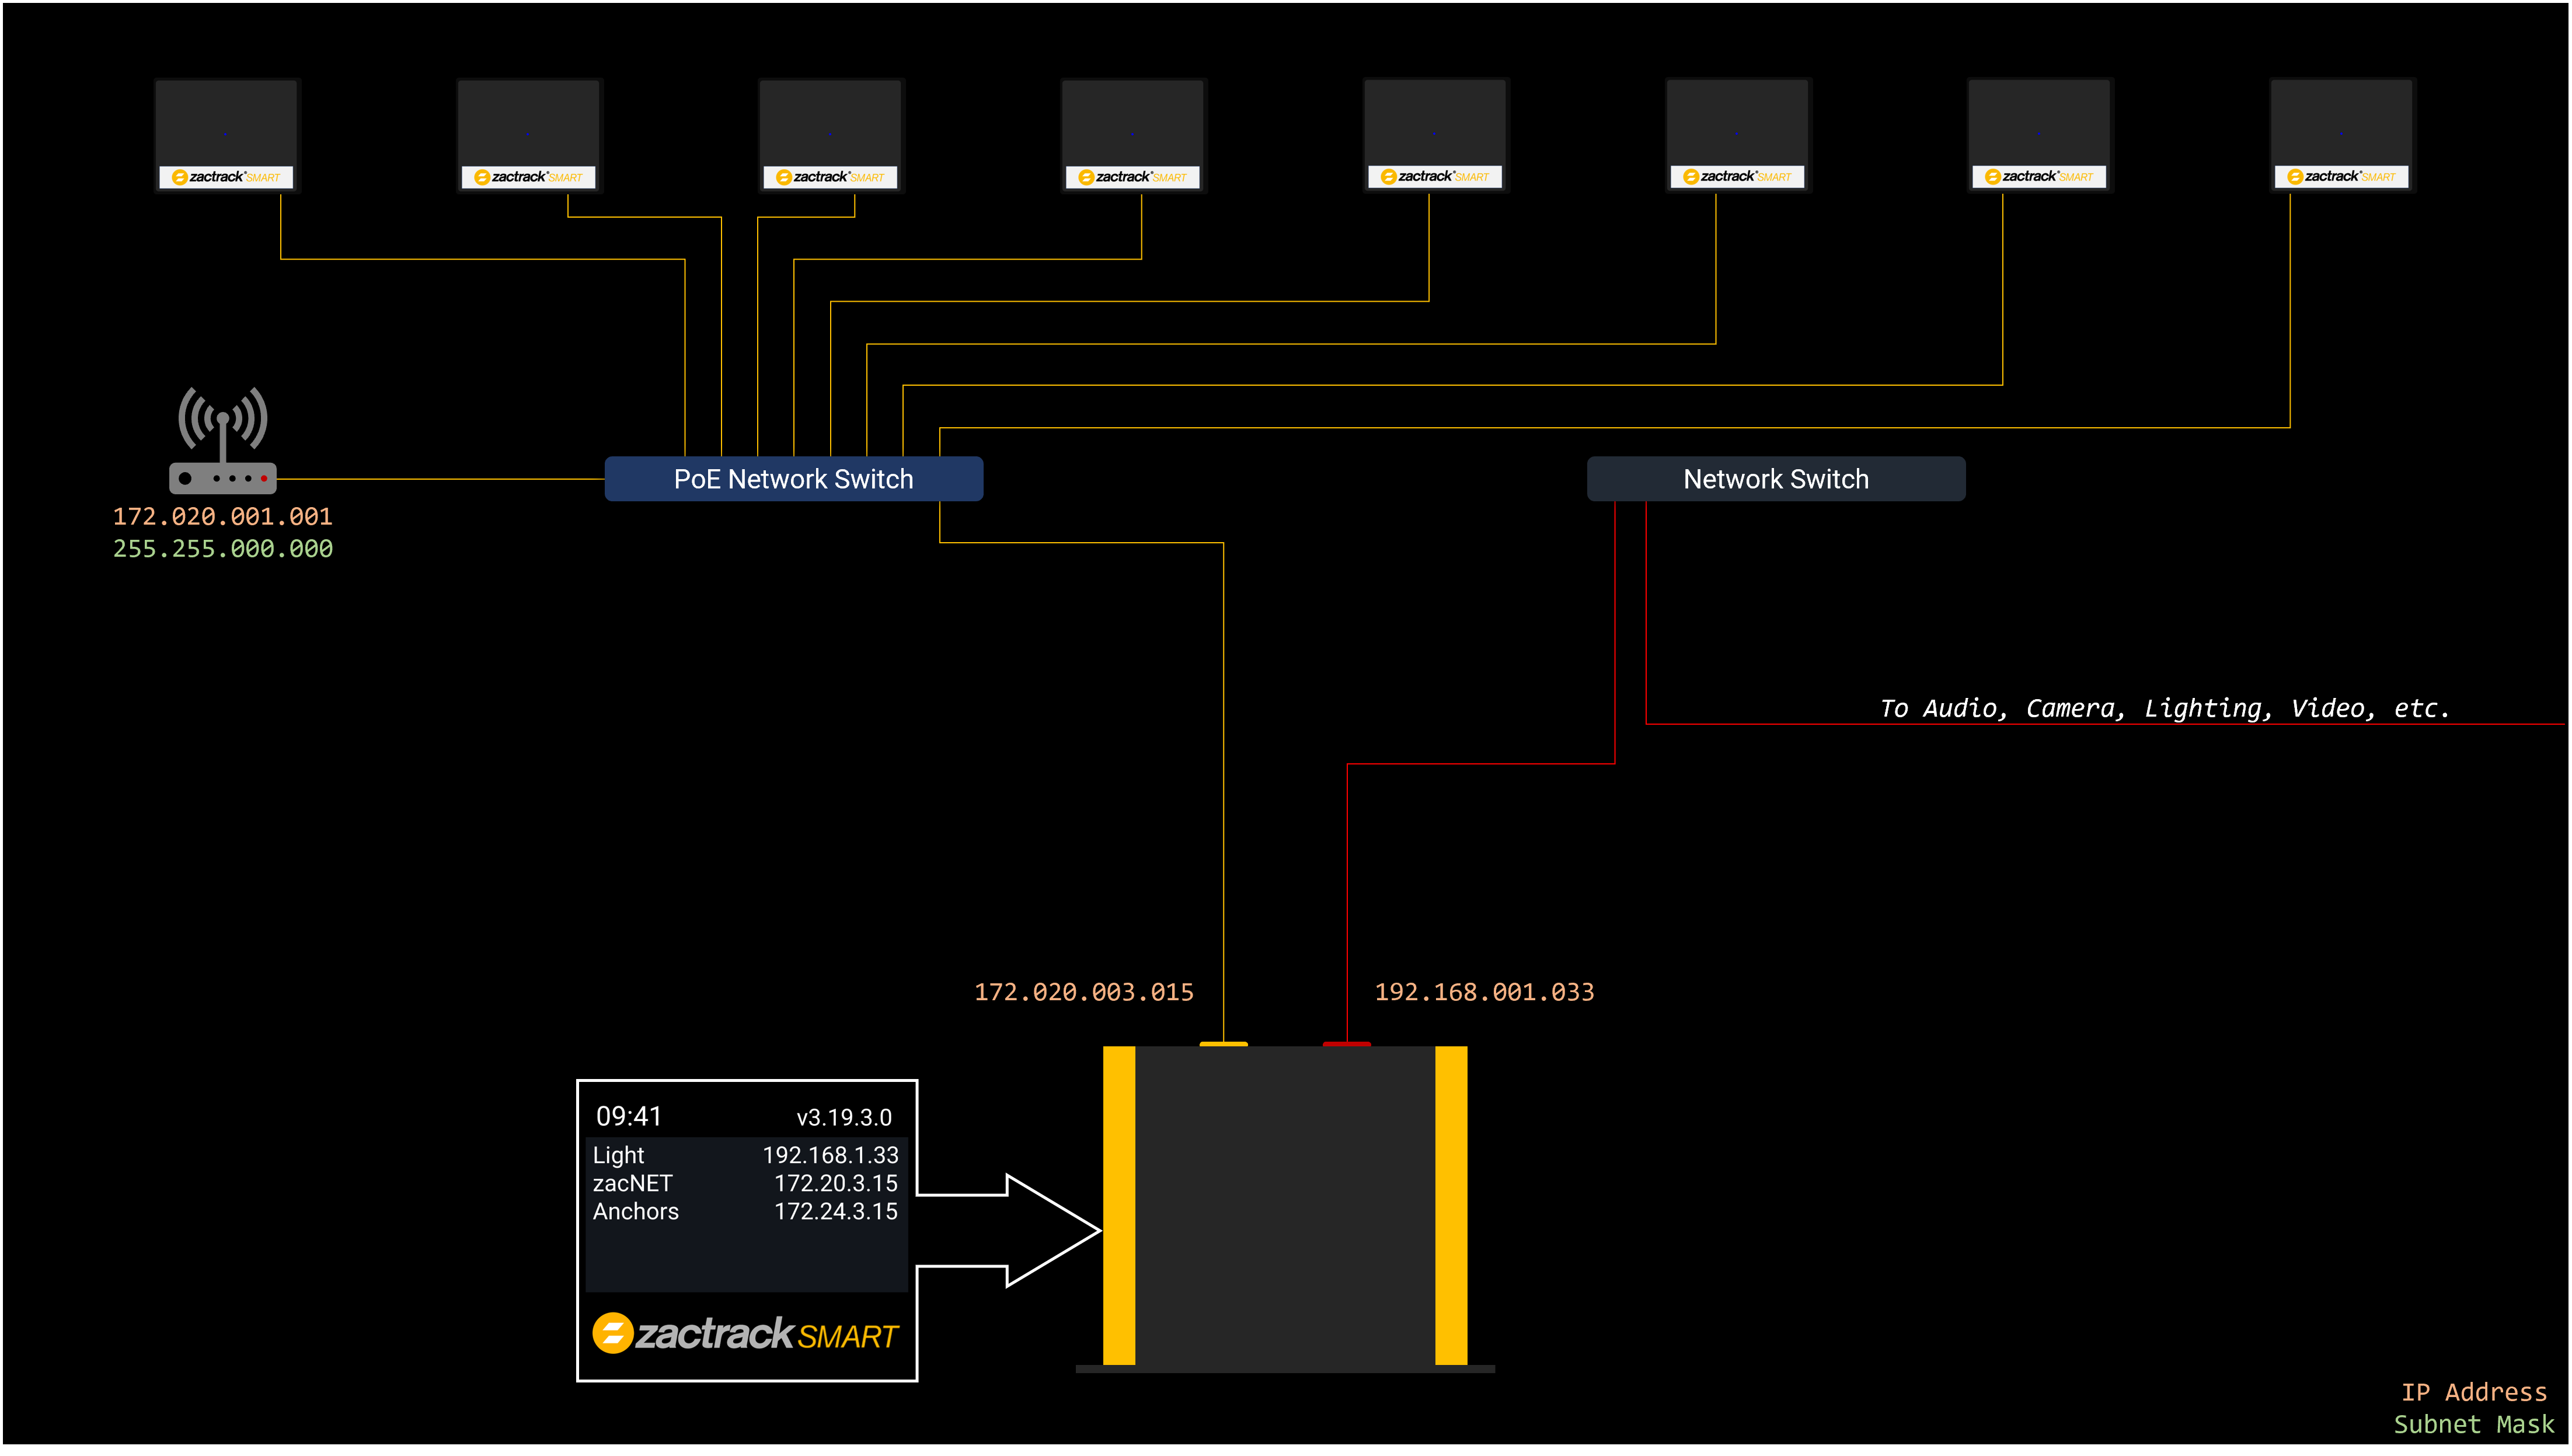 zactrack® SMART
zactrack® SMART
zactrack® SMART
zactrack® SMART
zactrack® SMART
zactrack® SMART
zactrack® SMART
zactrack® SMART
PoE Network Switch
Network Switch
172.020.001.001
255.255.000.000
To Audio, Camera, Lighting, Video, etc.
172.020.003.015
192.168.001.033
09:41 v3.19.3.0
Light 192.168.1.33
zacNET 172.20.3.15
Anchors 172.24.3.15
zactrack SMART
IP Address
Subnet Mask